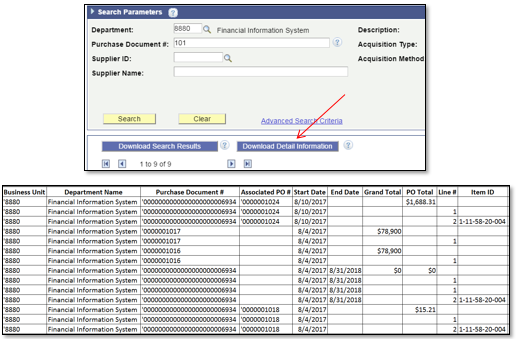 Search Parameters ?
Department: 8880 Financial Information System Description:
Purchase Document #: 101 ? Acquisition Type:
Supplier ID: Acquisition Method
Supplier Name:
Search Clear Advanced Search Criteria
Download Search Results ? Download Detail Information ?
1 to 9 of 9
Business Unit Department Name Purchase Document # Associated PO # Start Date End Date Grand Total PO Total Line # Item ID
'8880 Financial Information System '0000000000000000000006934 '0000001024 8/10/2017 $1,688.31
'8880 Financial Information System '0000000000000000000006934 '0000001024 8/10/2017 1
'8880 Financial Information System '0000000000000000000006934 '0000001024 8/10/2017 2 1-11-58-20-004
'8880 Financial Information System '0000001017 8/4/2017 $78,900
'8880 Financial Information System '0000001017 8/4/2017 1
'8880 Financial Information System '0000001016 8/4/2017 $78,900
'8880 Financial Information System '0000001016 8/4/2017 1
'8880 Financial Information System '0000000000000000000006934 8/4/2017 8/31/2018 $0 $0
'8880 Financial Information System '0000000000000000000006934 8/4/2017 8/31/2018 1
'8880 Financial Information System '0000000000000000000006934 8/4/2017 8/31/2018 1
'8880 Financial Information System '0000000000000000000006934 8/4/2017 8/31/2018 2 1-11-58-20-004
'8880 Financial Information System '0000000000000000000006934 '0000001018 8/4/2017 $15.21
'8880 Financial Information System '0000000000000000000006934 '0000001018 8/4/2017 1
'8880 Financial Information System '0000000000000000000006934 '0000001018 8/4/2017 2 1-11-58-20-004